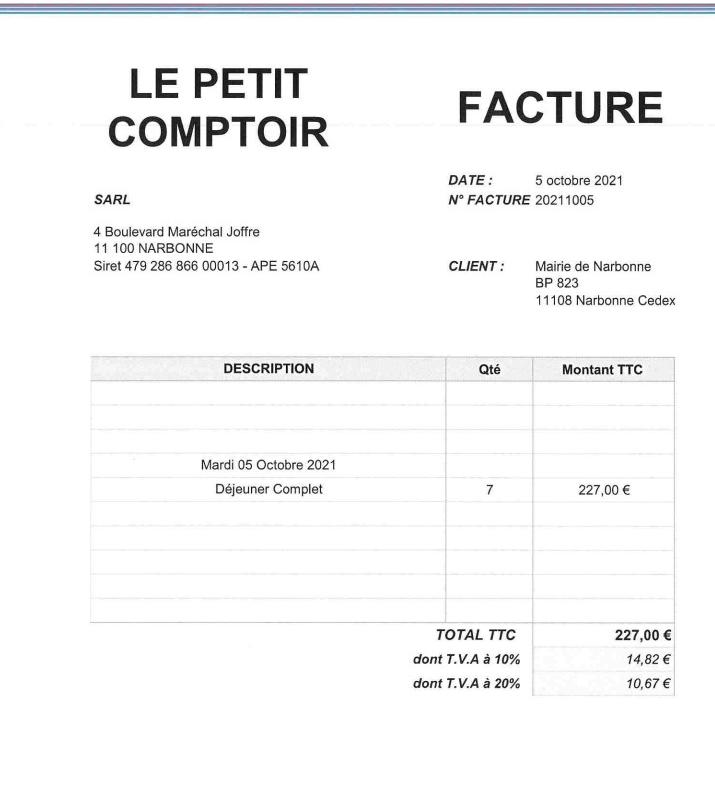 LE PETIT
COMPTOIR
FACTURE
DATE : 5 octobre 2021
SARL
N° FACTURE 20211005
4 Boulevard Maréchal Joffre
11 100 NARBONNE
Siret 479 286 866 00013 - APE 5610A
CLIENT : Mairie de Narbonne
BP 823
11108 Narbonne Cedex
DESCRIPTION Qté Montant TTC
Mardi 05 Octobre 2021
Déjeuner Complet 7 227,00 €
TOTAL TTC 227,00 €
dont T.V.A à 10% 14,82 €
dont T.V.A à 20% 10,67 €